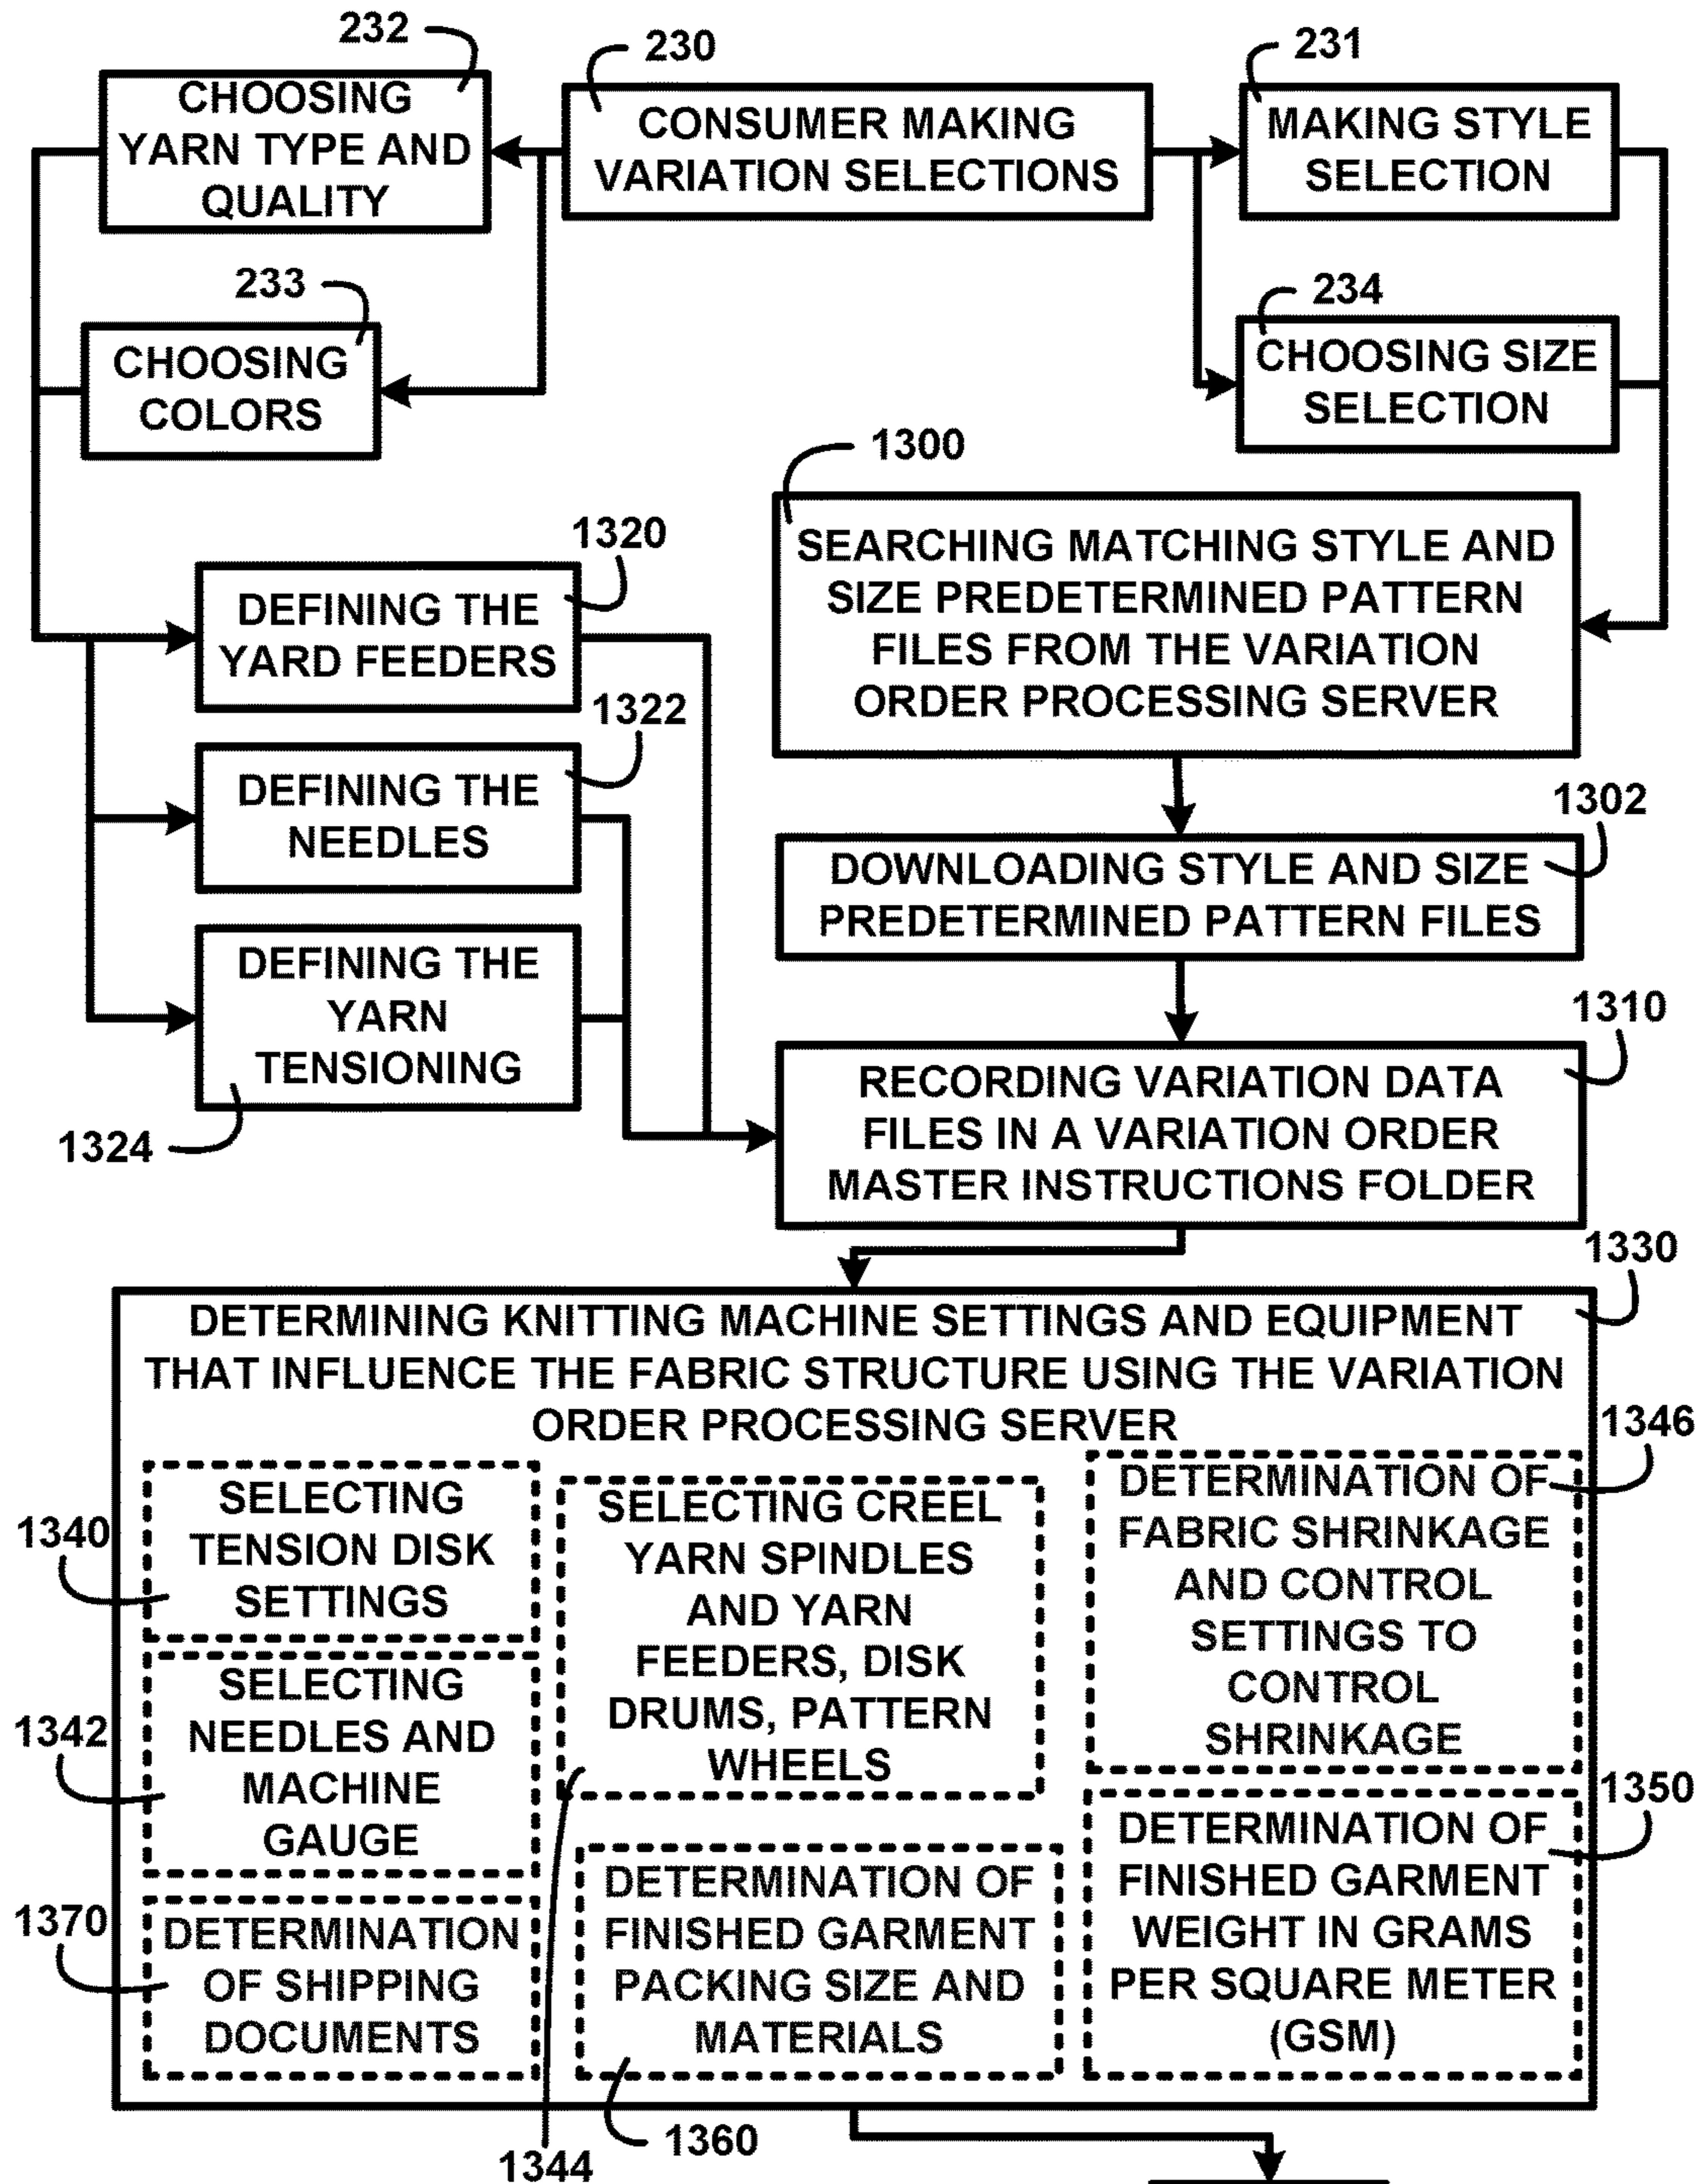 232
230
231
CHOOSING
YARN TYPE AND
QUALITY
CONSUMER MAKING
VARIATION SELECTIONS
MAKING STYLE
SELECTION
233
234
CHOOSING
COLORS
CHOOSING SIZE
SELECTION
1300
SEARCHING MATCHING STYLE AND
SIZE PREDETERMINED PATTERN
FILES FROM THE VARIATION
ORDER PROCESSING SERVER
1320
DEFINING THE
YARD FEEDERS
1322
DEFINING THE
NEEDLES
1302
DOWNLOADING STYLE AND SIZE
PREDETERMINED PATTERN FILES
DEFINING THE
YARN
TENSIONING
1324
1310
RECORDING VARIATION DATA
FILES IN A VARIATION ORDER
MASTER INSTRUCTIONS FOLDER
1330
DETERMINING KNITTING MACHINE SETTINGS AND EQUIPMENT
THAT INFLUENCE THE FABRIC STRUCTURE USING THE VARIATION
ORDER PROCESSING SERVER
1340
SELECTING
TENSION DISK
SETTINGS
SELECTING CREEL
YARN SPINDLES
AND YARN
FEEDERS, DISK
DRUMS, PATTERN
WHEELS
1346
DETERMINATION OF
FABRIC SHRINKAGE
AND CONTROL
SETTINGS TO
CONTROL
SHRINKAGE
1342
SELECTING
NEEDLES AND
MACHINE
GAUGE
1350
DETERMINATION OF
FINISHED GARMENT
WEIGHT IN GRAMS
PER SQUARE METER
(GSM)
1370
DETERMINATION
OF SHIPPING
DOCUMENTS
DETERMINATION OF
FINISHED GARMENT
PACKING SIZE AND
MATERIALS
1344
1360